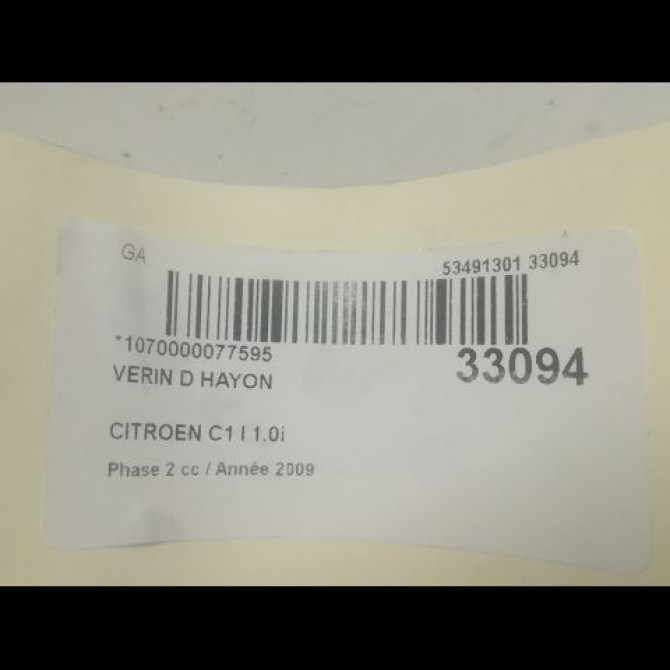 GA
53491301 33094
*1070000077595
33094
VERIN D HAYON
CITROEN C1 I 1.0i
Phase 2 cc / Année 2009